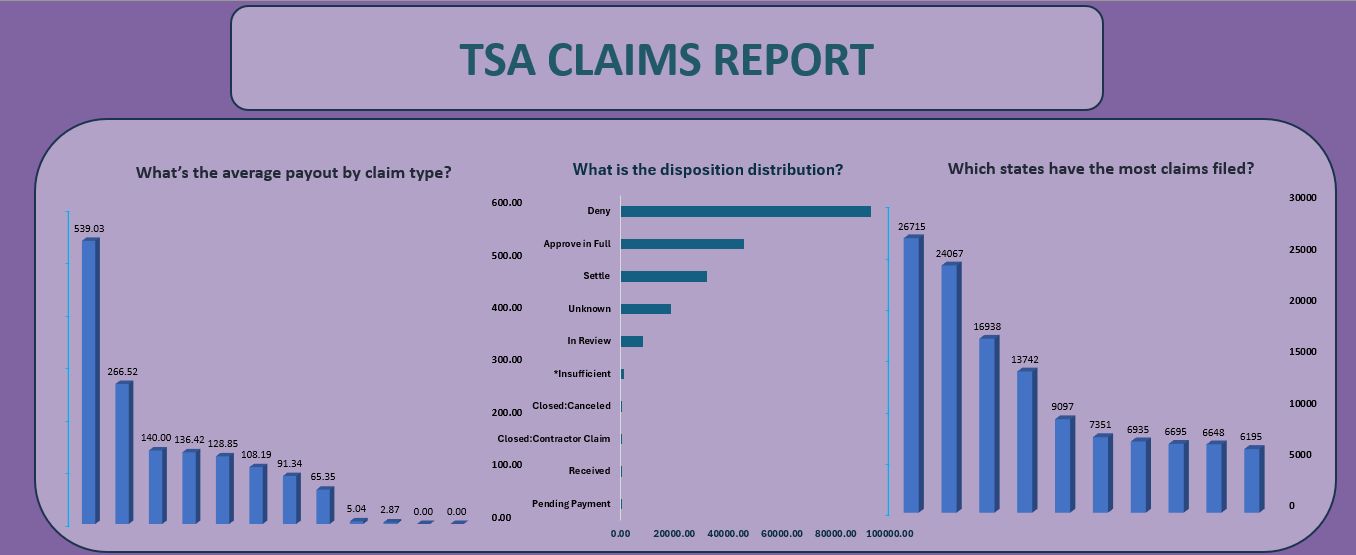 TSA CLAIMS REPORT
What's the average payout by claim type?
539.03
266.52
140.00
136.42
128.85
108.19
91.34
65.35
5.04
2.87
0.00
0.00
600.00
500.00
400.00
300.00
200.00
100.00
0.00
What is the disposition distribution?
Deny
Approve in Full
Settle
Unknown
In Review
*Insufficient
Closed:Canceled
Closed:Contractor Claim
Received
Pending Payment
0.00 20000.00 40000.00 60000.00 80000.00 100000.00
Which states have the most claims filed?
26715
24067
16938
13742
9097
7351
6935
6695
6648
6195
30000
25000
20000
15000
10000
5000
0